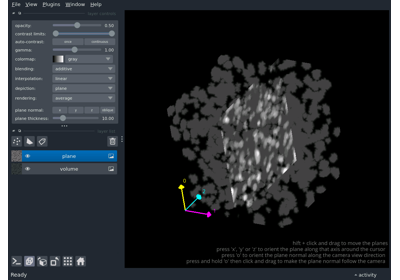 File View Plugins Window Help
opacity: 0.50
contrast limits:
auto-contrast: once continuous
gamma: 1.00
colormap: gray
blending: additive
interpolation: linear
depiction: plane
rendering: average
plane normal: x y z oblique
plane thickness: 10.00
plane
volume
0
hift + click and drag to move the planes
press 'x', 'y' or 'z' to orient the plane along that axis around the cursor
press 'o' to orient the plane normal along the camera view direction
press and hold 'o' then click and drag to make the plane normal follow the camera
Ready
activity